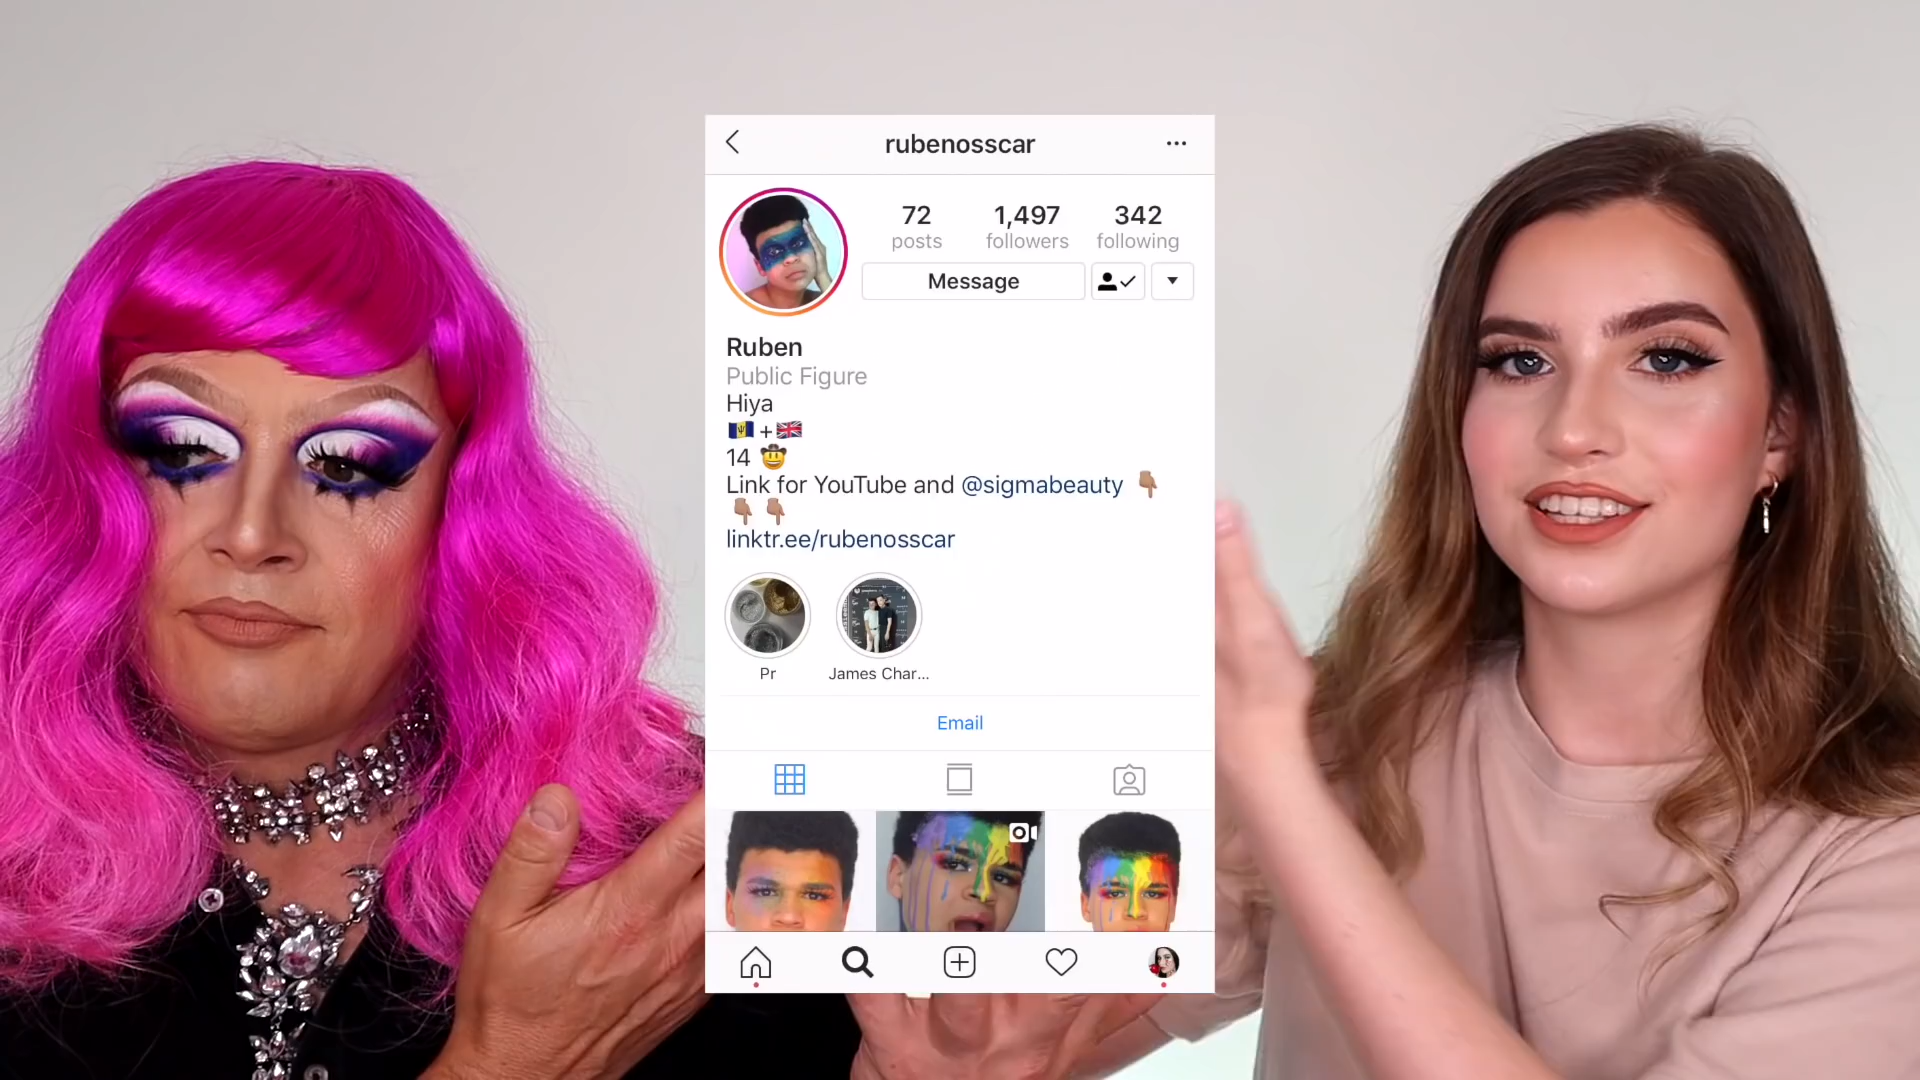 rubenosscar
72 1,497 342
posts followers following
Message
Ruben
Public Figure
Hiya
🇧🇧 + 🇬🇧
14 🤠
Link for YouTube and @sigmabeauty 👇🏽
👇🏽 👇🏽
linktr.ee/rubenosscar
Pr James Char...
Email